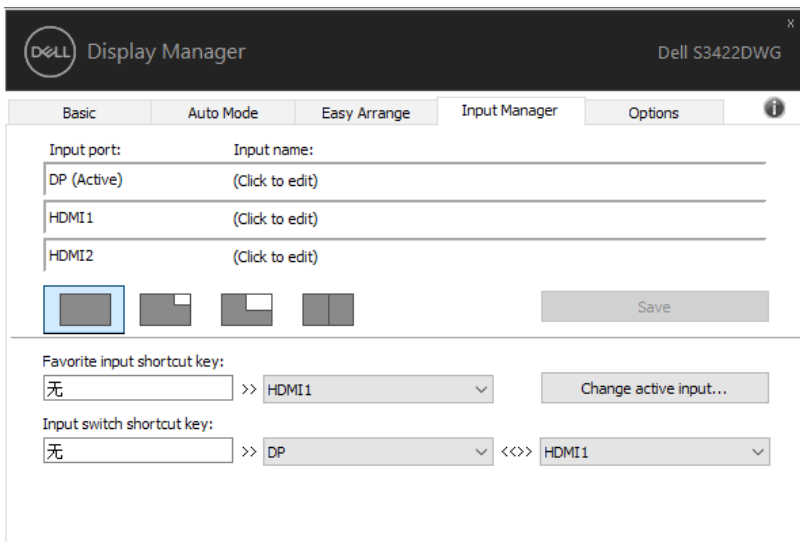 x
DELL Display Manager Dell S3422DWG
Basic Auto Mode Easy Arrange Input Manager Options i
Input port: Input name:
DP (Active) (Click to edit)
HDMI1 (Click to edit)
HDMI2 (Click to edit)
Save
Favorite input shortcut key:
无 >> HDMI1 Change active input...
Input switch shortcut key:
无 >> DP <<>> HDMI1